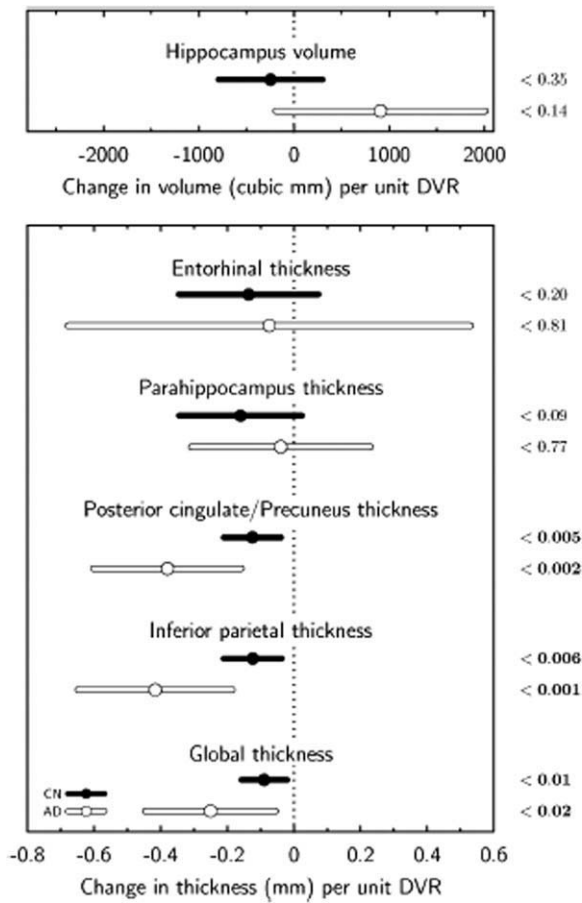 Hippocampus volume
< 0.35
< 0.14
-2000 -1000 0 1000 2000
Change in volume (cubic mm) per unit DVR
Entorhinal thickness
< 0.20
< 0.81
Parahippocampus thickness
< 0.09
< 0.77
Posterior cingulate/Precuneus thickness
< 0.005
< 0.002
Inferior parietal thickness
< 0.006
< 0.001
Global thickness
CN < 0.01
AD < 0.02
-0.8 -0.6 -0.4 -0.2 0 0.2 0.4 0.6
Change in thickness (mm) per unit DVR